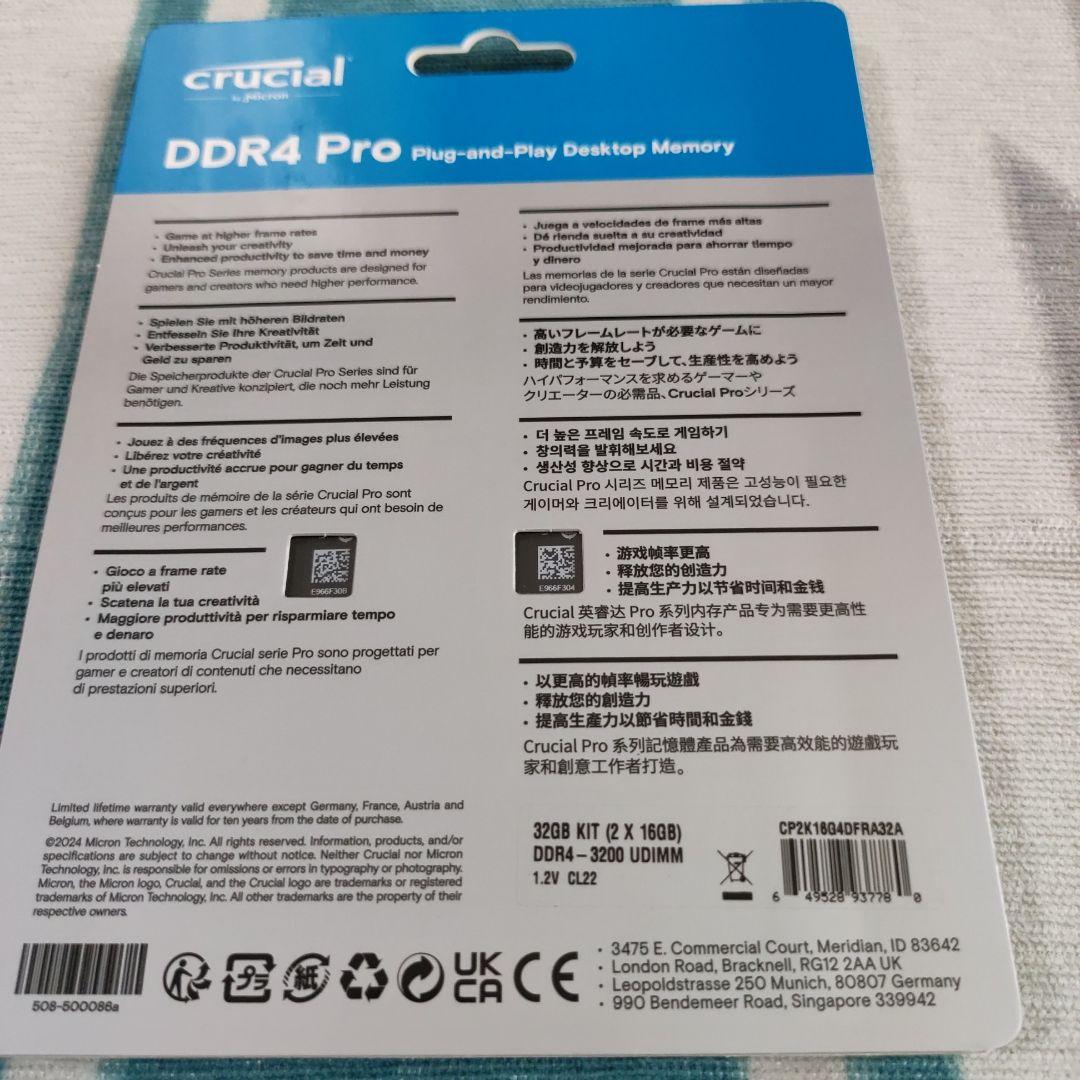 crucial
by Micron
DDR4 Pro Plug-and-Play Desktop Memory
• Game at higher frame rates
• Unleash your creativity
• Enhanced productivity to save time and money
Crucial Pro Series memory products are designed for
gamers and creators who need higher performance.
• Spielen Sie mit höheren Bildraten
• Entfesseln Sie Ihre Kreativität
• Verbesserte Produktivität, um Zeit und
Geld zu sparen
Die Speicherprodukte der Crucial Pro Series sind für
Gamer und Kreative konzipiert, die noch mehr Leistung
benötigen.
• Jouez à des fréquences d'images plus élevées
• Libérez votre créativité
• Une productivité accrue pour gagner du temps
et de l'argent
Les produits de mémoire de la série Crucial Pro sont
conçus pour les gamers et les créateurs qui ont besoin de
meilleures performances.
• Gioco a frame rate
più elevati
• Scatena la tua creatività
• Maggiore produttività per risparmiare tempo
e denaro
I prodotti di memoria Crucial serie Pro sono progettati per
gamer e creatori di contenuti che necessitano
di prestazioni superiori.
E966F30B
• Juega a velocidades de frame más altas
• Dé rienda suelta a su creatividad
• Productividad mejorada para ahorrar tiempo
y dinero
Las memorias de la serie Crucial Pro están diseñadas
para videojugadores y creadores que necesitan un mayor
rendimiento.
• 高いフレームレートが必要なゲームに
• 創造力を解放しよう
• 時間と予算をセーブして、生産性を高めよう
ハイパフォーマンスを求めるゲーマーや
クリエーターの必需品、Crucial Proシリーズ
• 더 높은 프레임 속도로 게임하기
• 창의력을 발휘해보세요
• 생산성 향상으로 시간과 비용 절약
Crucial Pro 시리즈 메모리 제품은 고성능이 필요한
게이머와 크리에이터를 위해 설계되었습니다.
E966F304
• 游戏帧率更高
• 释放您的创造力
• 提高生产力以节省时间和金钱
Crucial 英睿达 Pro 系列内存产品专为需要更高性
能的游戏玩家和创作者设计。
• 以更高的幀率暢玩遊戲
• 釋放您的創造力
• 提高生產力以節省時間和金錢
Crucial Pro 系列記憶體產品為需要高效能的遊戲玩
家和創意工作者打造。
Limited lifetime warranty valid everywhere except Germany, France, Austria and
Belgium, where warranty is valid for ten years from the date of purchase.
©2024 Micron Technology, Inc. All rights reserved. Information, products, and/or
specifications are subject to change without notice. Neither Crucial nor Micron
Technology, Inc. is responsible for omissions or errors in typography or photography.
Micron, the Micron logo, Crucial, and the Crucial logo are trademarks or registered
trademarks of Micron Technology, Inc. All other trademarks are the property of their
respective owners.
32GB KIT (2 X 16GB)
DDR4-3200 UDIMM
1.2V CL22
CP2K16G4DFRA32A
6 49528 93778 0
508-500086a
プラ
紙
UK
CA
CE
• 3475 E. Commercial Court, Meridian, ID 83642
• London Road, Bracknell, RG12 2AA UK
• Leopoldstrasse 250 Munich, 80807 Germany
• 990 Bendemeer Road, Singapore 339942